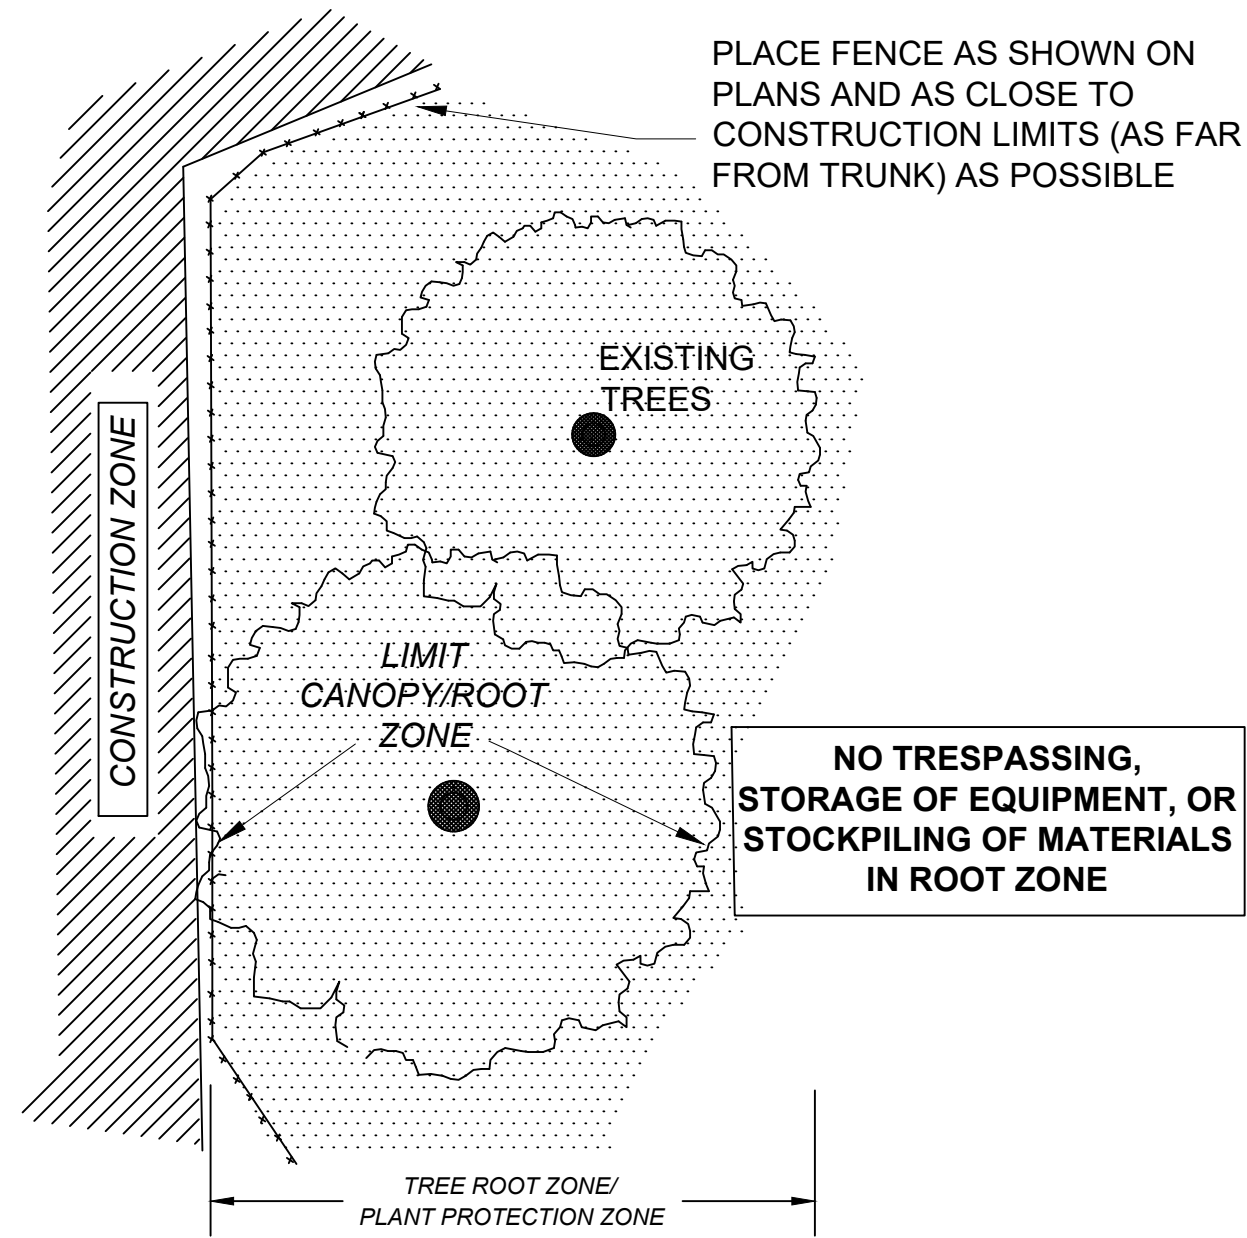 PLACE FENCE AS SHOWN ON
PLANS AND AS CLOSE TO
CONSTRUCTION LIMITS (AS FAR
FROM TRUNK) AS POSSIBLE
EXISTING
TREES
CONSTRUCTION ZONE
LIMIT
CANOPY/ROOT
ZONE
NO TRESPASSING,
STORAGE OF EQUIPMENT, OR
STOCKPILING OF MATERIALS
IN ROOT ZONE
TREE ROOT ZONE/
PLANT PROTECTION ZONE